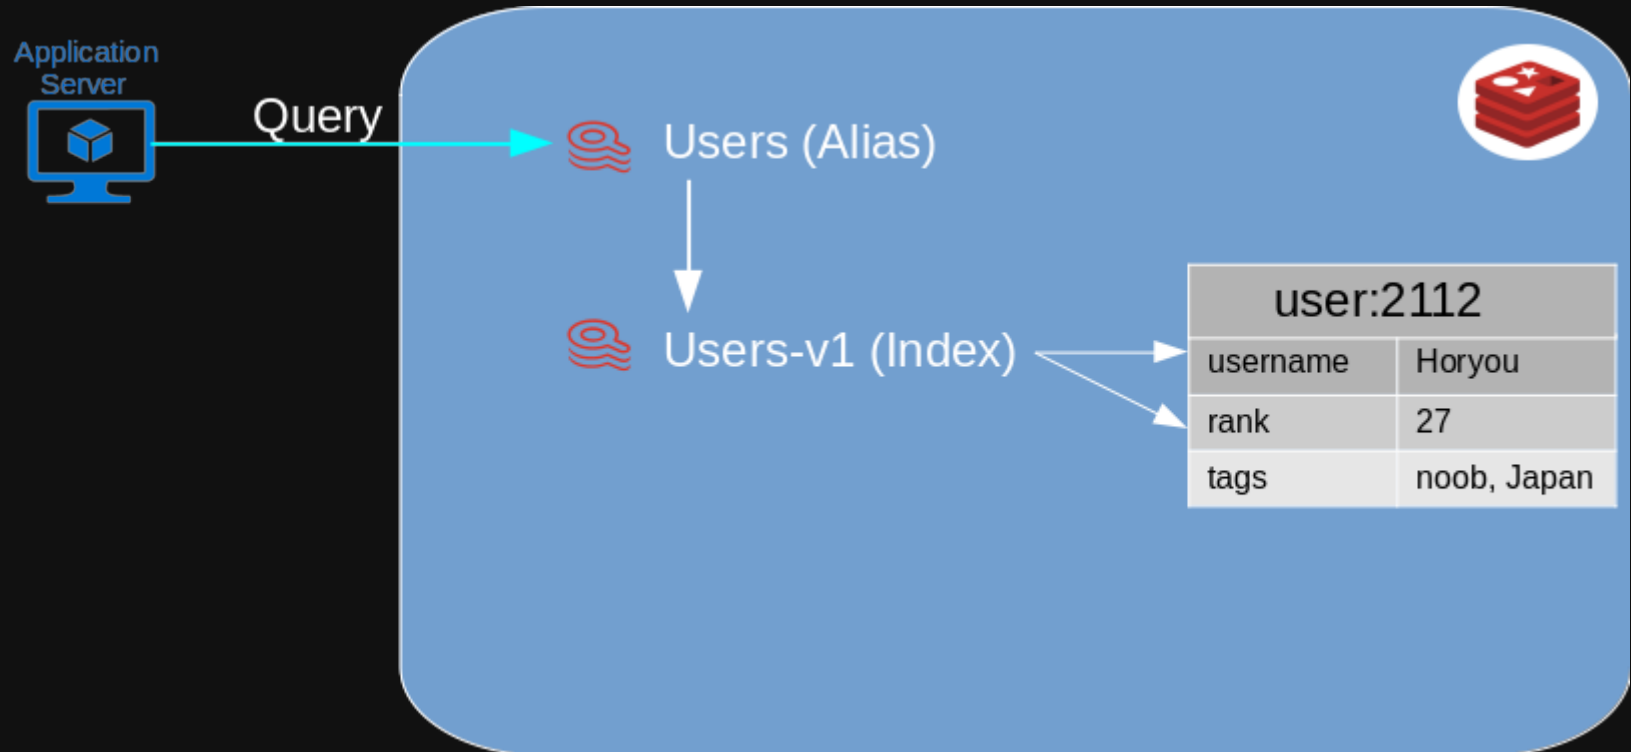 Application
Server
Query
Users (Alias)
Users-v1 (Index)
user:2112
username Horyou
rank 27
tags noob, Japan